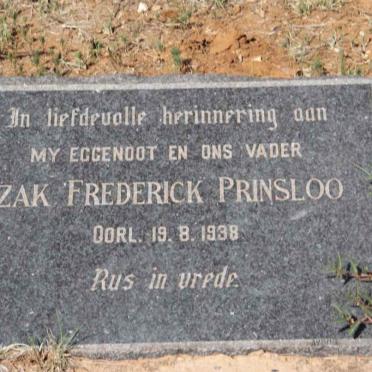 In liefdevolle herinnering aan
MY EGGENOOT EN ONS VADER
ZAK FREDERICK PRINSLOO
OORL. 19. 8. 1938
Rus in vrede.